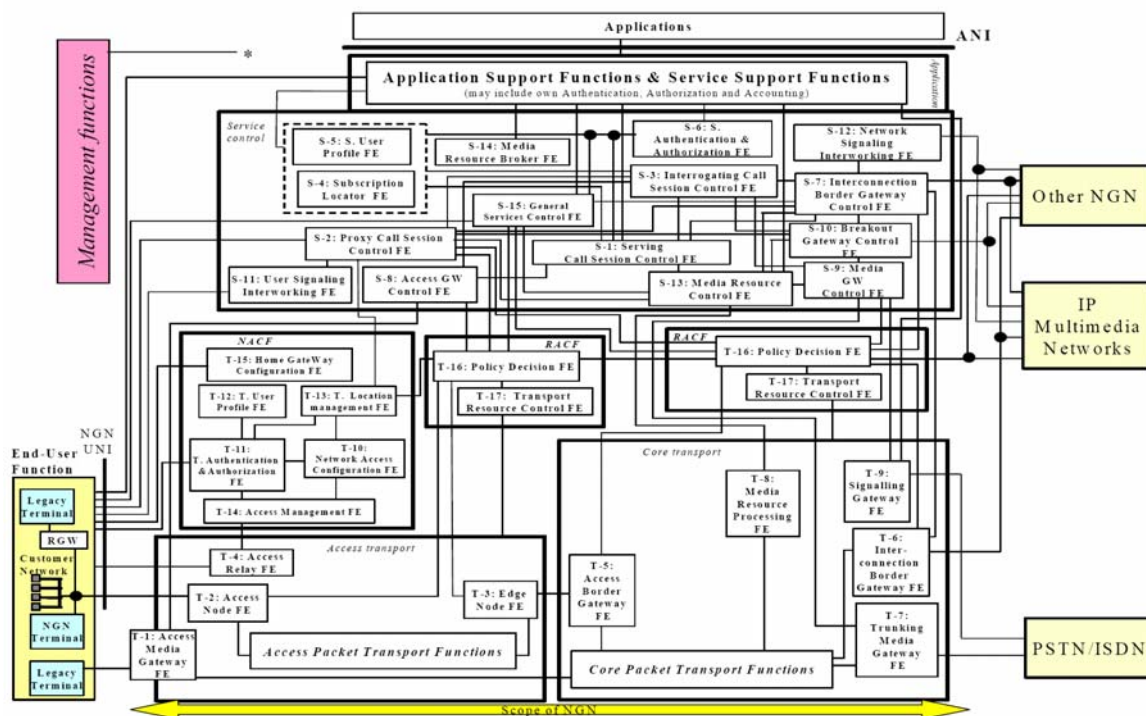 Applications
ANI
Management functions
*
Application Support Functions & Service Support Functions
(may include own Authentication, Authorization and Accounting)
Application
Service
control
S-5: S. User
Profile FE
S-4: Subscription
Locator FE
S-14: Media
Resource Broker FE
S-6: S.
Authentication &
Authorization FE
S-12: Network
Signaling
Interworking FE
S-3: Interrogating Call
Session Control FE
S-7: Interconnection
Border Gateway
Control FE
S-15: General
Services Control FE
S-10: Breakout
Gateway Control
FE
S-2: Proxy Call Session
Control FE
S-1: Serving
Call Session Control FE
S-11: User Signaling
Interworking FE
S-8: Access GW
Control FE
S-13: Media Resource
Control FE
S-9: Media
GW
Control FE
Other NGN
IP
Multimedia
Networks
NACF
T-15: Home GateWay
Configuration FE
T-12: T. User
Profile FE
T-13: T. Location
management FE
T-11:
T. Authentication
& Authorization
FE
T-10:
Network Access
Configuration FE
T-14: Access Management FE
RACF
T-16: Policy Decision FE
T-17: Transport
Resource Control FE
RACF
T-16: Policy Decision FE
T-17: Transport
Resource Control FE
NGN
UNI
End-User
Function
Legacy
Terminal
RGW
Customer
Network
NGN
Terminal
Legacy
Terminal
Access transport
T-4: Access
Relay FE
T-2: Access
Node FE
T-3: Edge
Node FE
T-1: Access
Media
Gateway
FE
Access Packet Transport Functions
Core transport
T-8:
Media
Resource
Processing
FE
T-9:
Signalling
Gateway
FE
T-5:
Access
Border
Gateway
FE
T-6:
Inter-
connection
Border
Gateway FE
T-7:
Trunking
Media
Gateway
FE
Core Packet Transport Functions
PSTN/ISDN
Scope of NGN